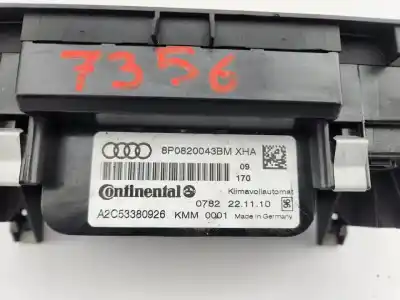 7356
8P0820043BM XHA
09
170
Continental
Klimavollautomat
0782 22.11.10
A2C53380926 KMM 0001 Made in Germany